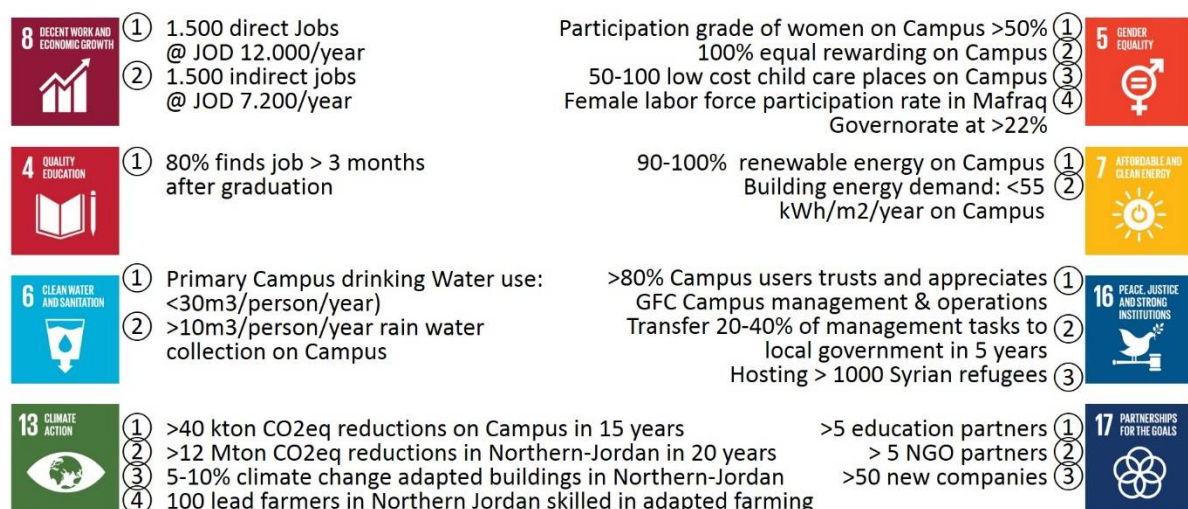 8 DECENT WORK AND
ECONOMIC GROWTH
1 1.500 direct Jobs
@ JOD 12.000/year
2 1.500 indirect jobs
@ JOD 7.200/year
Participation grade of women on Campus >50% 1
100% equal rewarding on Campus 2
50-100 low cost child care places on Campus 3
Female labor force participation rate in Mafraq 4
Governorate at >22%
5 GENDER
EQUALITY
4 QUALITY
EDUCATION
1 80% finds job > 3 months
after graduation
90-100% renewable energy on Campus 1
Building energy demand: <55 2
kWh/m2/year on Campus
7 AFFORDABLE AND
CLEAN ENERGY
6 CLEAN WATER
AND SANITATION
1 Primary Campus drinking Water use:
<30m3/person/year)
2 >10m3/person/year rain water
collection on Campus
>80% Campus users trusts and appreciates 1
GFC Campus management & operations
Transfer 20-40% of management tasks to 2
local government in 5 years
Hosting > 1000 Syrian refugees 3
16 PEACE, JUSTICE
AND STRONG
INSTITUTIONS
13 CLIMATE
ACTION
1 >40 kton CO2eq reductions on Campus in 15 years
2 >12 Mton CO2eq reductions in Northern-Jordan in 20 years
3 5-10% climate change adapted buildings in Northern-Jordan
4 100 lead farmers in Northern Jordan skilled in adapted farming
>5 education partners 1
> 5 NGO partners 2
>50 new companies 3
17 PARTNERSHIPS
FOR THE GOALS